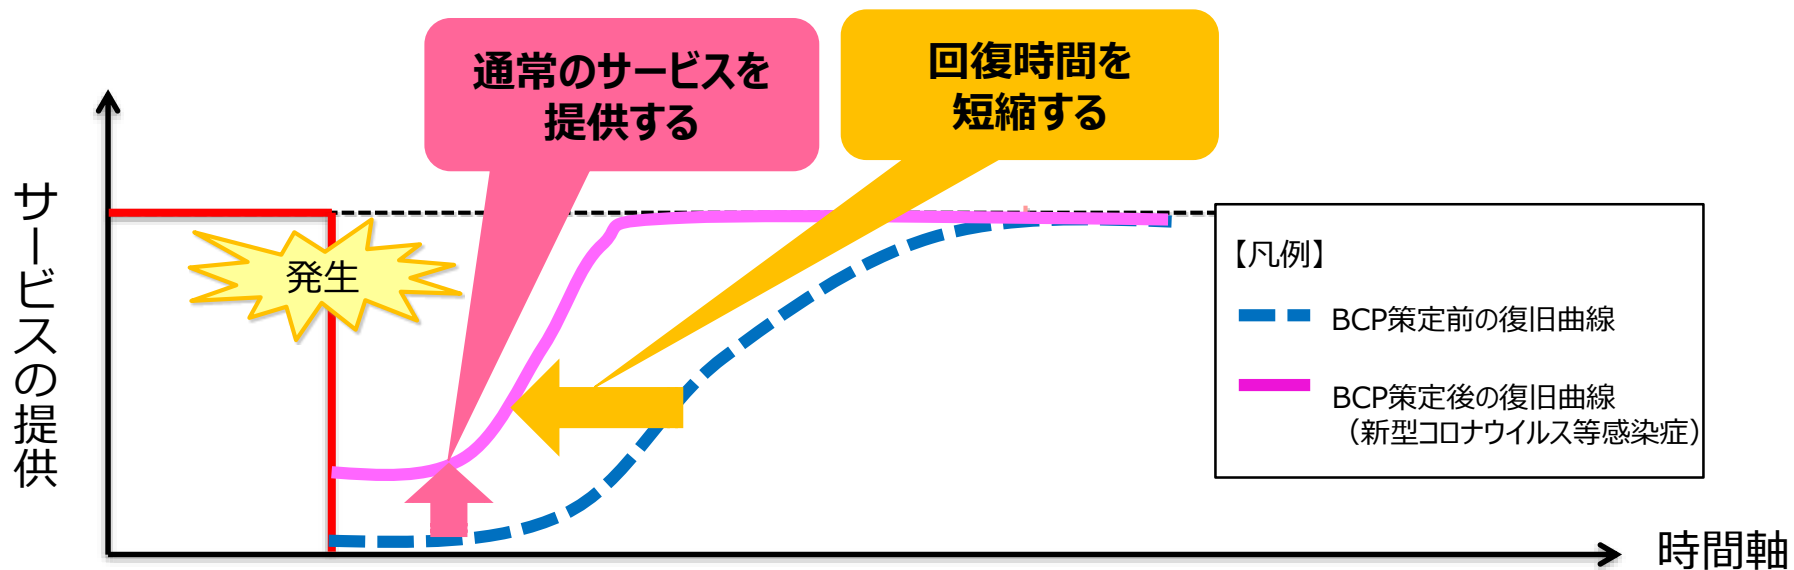 通常のサービスを
提供する
回復時間を
短縮する
サービスの提供
発生
【凡例】
BCP策定前の復旧曲線
BCP策定後の復旧曲線
（新型コロナウイルス等感染症）
時間軸